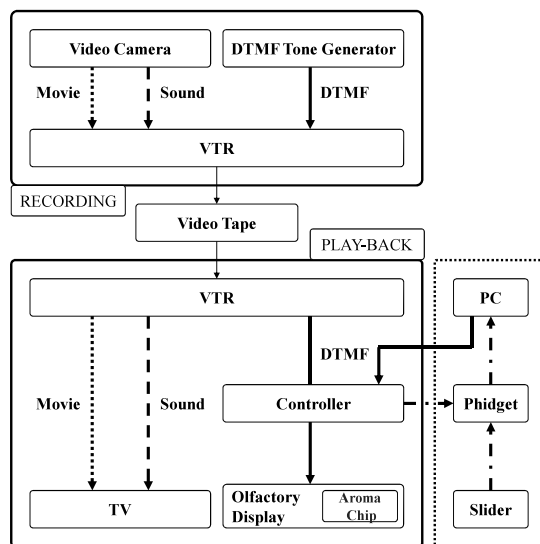 Video Camera
DTMF Tone Generator
Movie
Sound
DTMF
VTR
RECORDING
Video Tape
PLAY-BACK
VTR
PC
DTMF
Movie
Sound
Controller
Phidget
TV
Olfactory
Display
Aroma
Chip
Slider